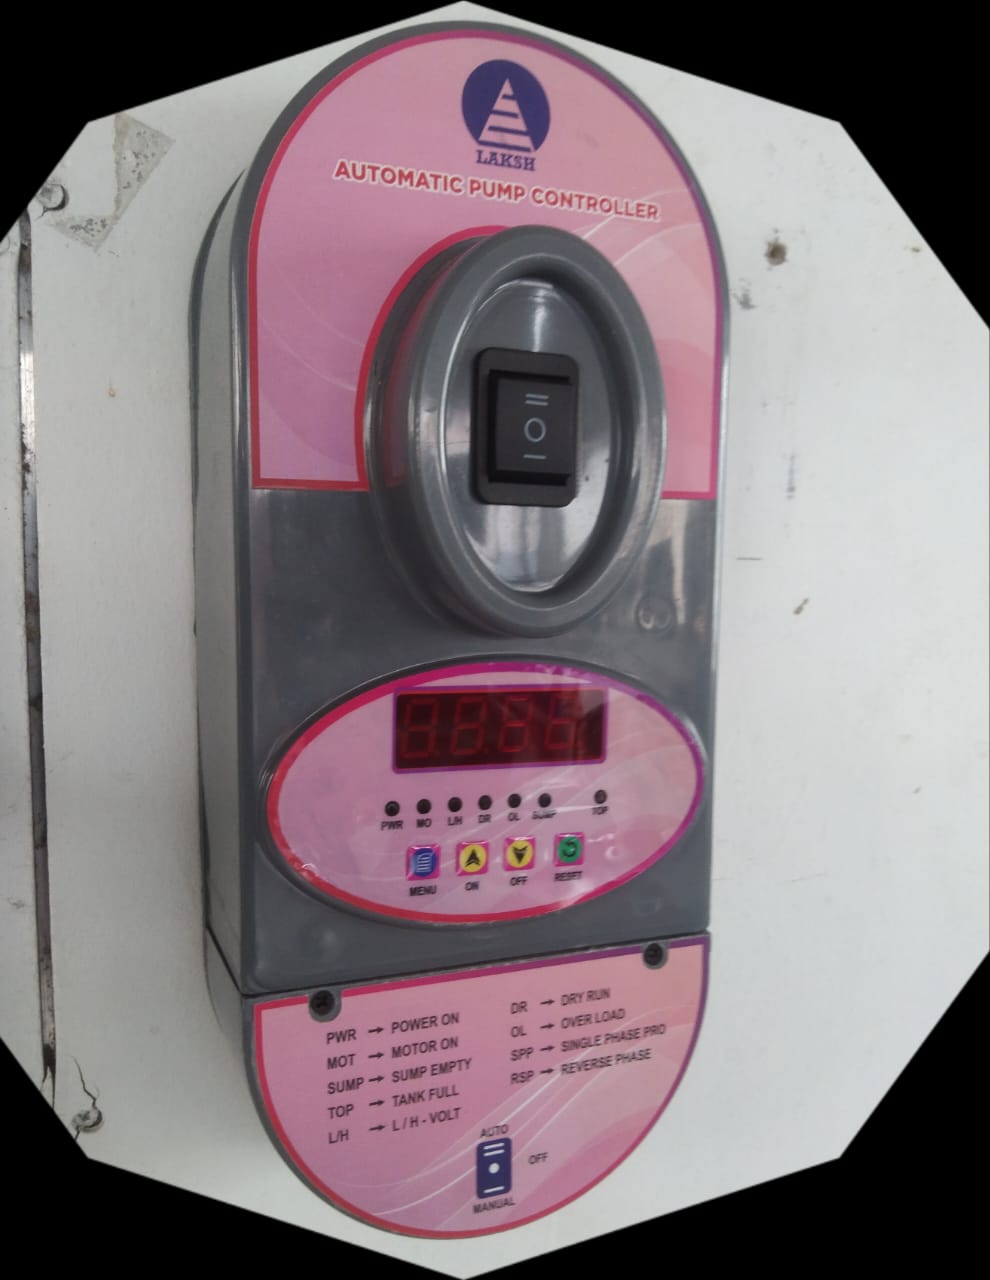 LAKSH
AUTOMATIC PUMP CONTROLLER
PWR MO L/H DR OL SUMP TOP
MENU ON OFF RESET
PWR → POWER ON
MOT → MOTOR ON
SUMP → SUMP EMPTY
TOP → TANK FULL
L/H → L / H - VOLT
DR → DRY RUN
OL → OVER LOAD
SPP → SINGLE PHASE PRO
RSP → REVERSE PHASE
AUTO
OFF
MANUAL